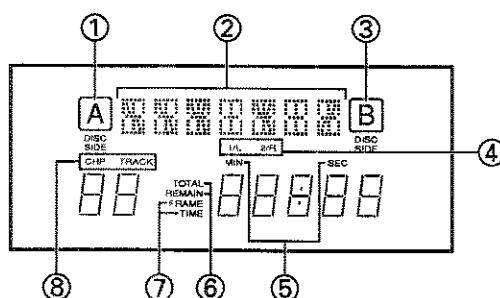 ① ② ③
A B
DISC SIDE DISC SIDE
1/L 2/R ④
CHP TRACK MIN SEC
TOTAL
REMAIN
FRAME
TIME
⑧ ⑦ ⑥ ⑤